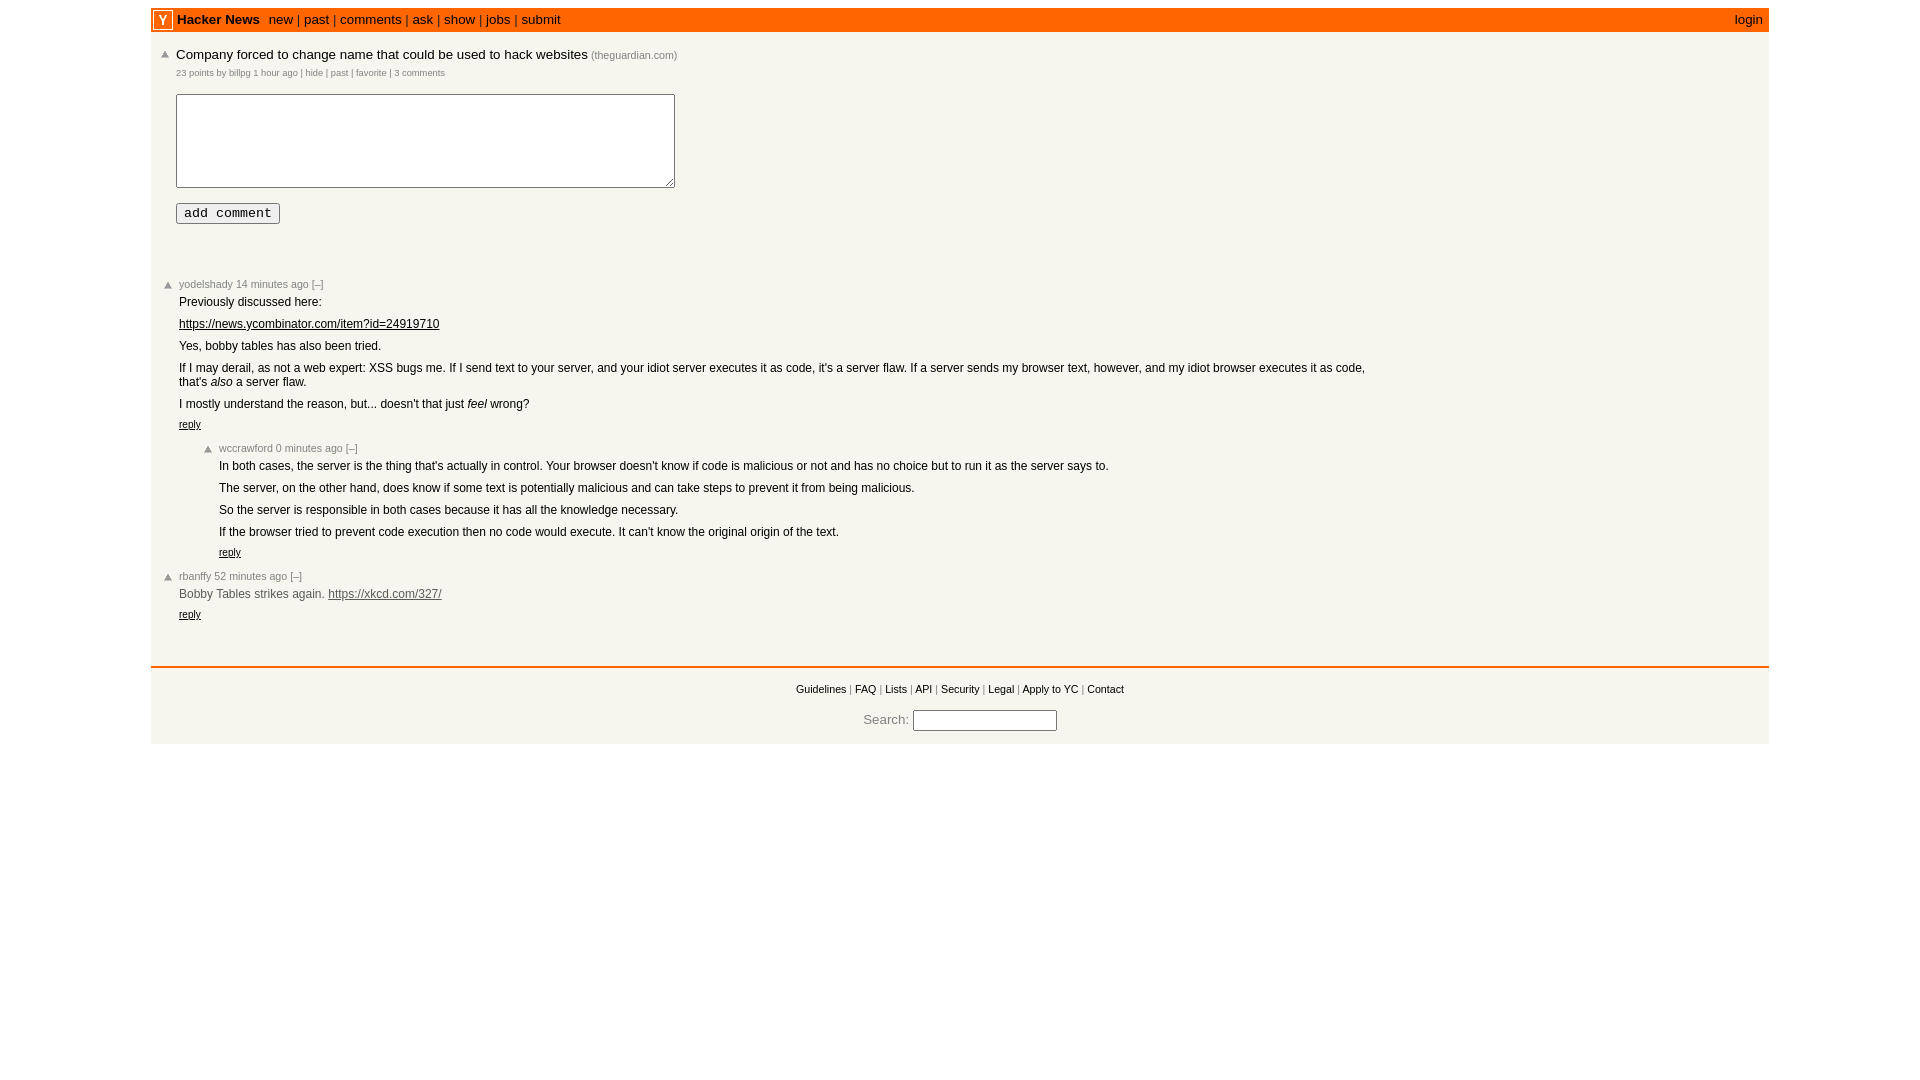 Y Hacker News new | past | comments | ask | show | jobs | submit login
Company forced to change name that could be used to hack websites (theguardian.com)
23 points by billpg 1 hour ago | hide | past | favorite | 3 comments
add comment
yodelshady 14 minutes ago [–]
Previously discussed here:
https://news.ycombinator.com/item?id=24919710
Yes, bobby tables has also been tried.
If I may derail, as not a web expert: XSS bugs me. If I send text to your server, and your idiot server executes it as code, it's a server flaw. If a server sends my browser text, however, and my idiot browser executes it as code,
that's also a server flaw.
I mostly understand the reason, but... doesn't that just feel wrong?
reply
wccrawford 0 minutes ago [–]
In both cases, the server is the thing that's actually in control. Your browser doesn't know if code is malicious or not and has no choice but to run it as the server says to.
The server, on the other hand, does know if some text is potentially malicious and can take steps to prevent it from being malicious.
So the server is responsible in both cases because it has all the knowledge necessary.
If the browser tried to prevent code execution then no code would execute. It can't know the original origin of the text.
reply
rbanffy 52 minutes ago [–]
Bobby Tables strikes again. https://xkcd.com/327/
reply
Guidelines | FAQ | Lists | API | Security | Legal | Apply to YC | Contact
Search: